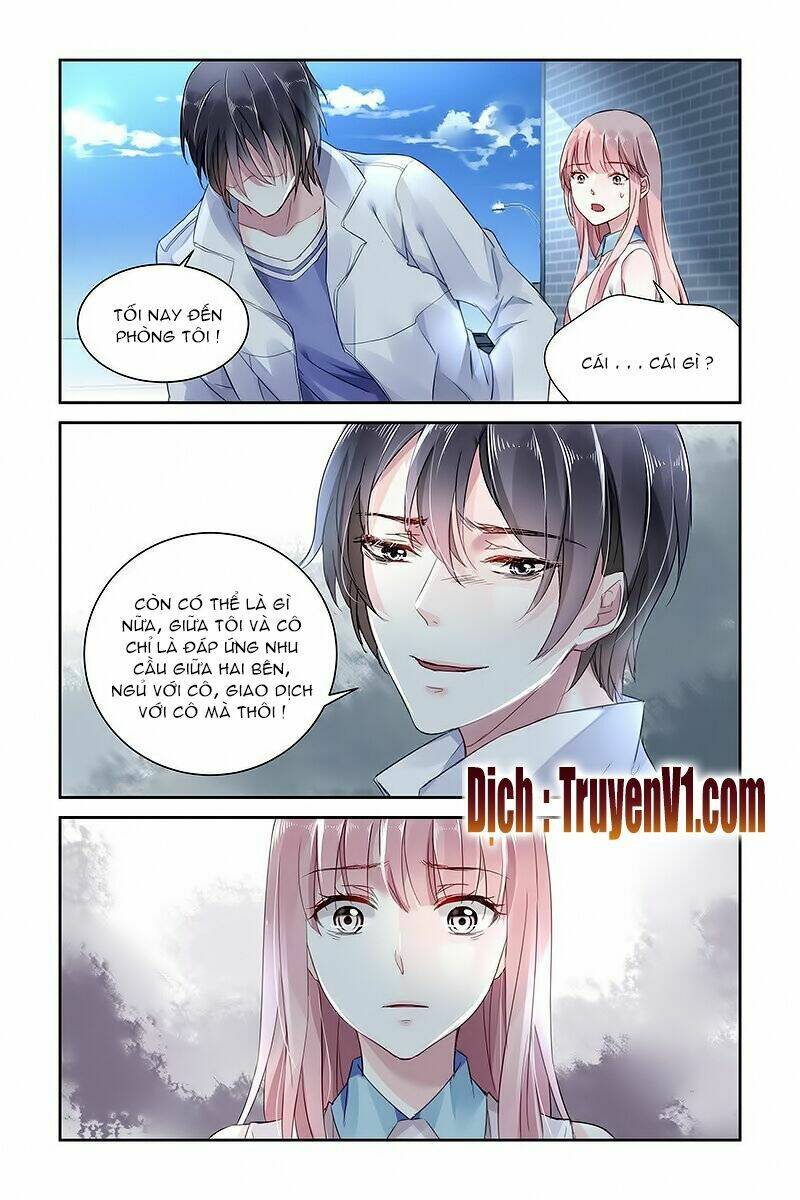 TỐI NAY ĐẾN
PHÒNG TÔI !
CÁI . . . CÁI GÌ ?
CÒN CÓ THỂ LÀ GÌ
NỮA, GIỮA TÔI VÀ CÔ
CHỈ LÀ ĐÁP ỨNG NHU
CẦU GIỮA HAI BÊN,
NGỦ VỚI CÔ, GIAO DỊCH
VỚI CÔ MÀ THÔI !
Dịch : TruyenV1.com